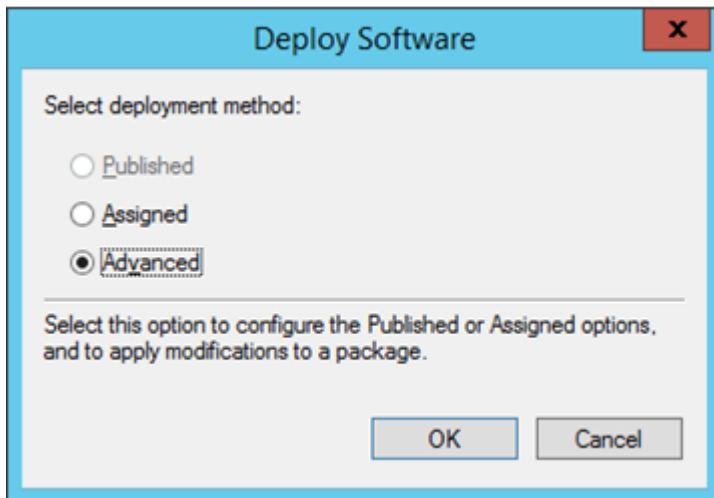 Deploy Software
x
Select deployment method:
Published
Assigned
Advanced
Select this option to configure the Published or Assigned options,
and to apply modifications to a package.
OK
Cancel